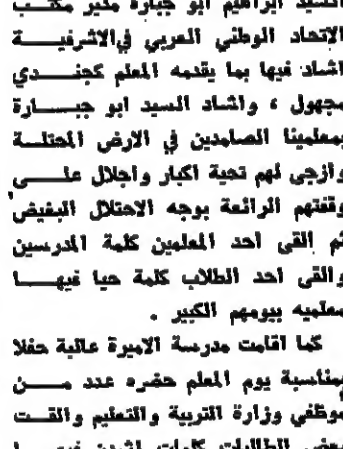 السيد ابراهيم ابو جبارة مدير مكتب
الإتحاد الوطني العربي في الاشرفية
اشاد فيها بما يقدمه المعلم كجندي
مجهول ، واشاد السيد ابو جبارة
بمعلمينا الصامدين في الارض المحتلة
وازجى لهم تحية اكبار واجلال على
وقفتهم الرائعة بوجه الاحتلال البغيض
ثم القى احد المعلمين كلمة المدرسين
والقى احد الطلاب كلمة حيا فيها
معلميه بيومهم الكبير .
كما اقامت مدرسة الاميرة عالية حفلا
بمناسبة يوم المعلم حضره عدد من
موظفي وزارة التربية والتعليم والقت
بعض الطالبات كلمات